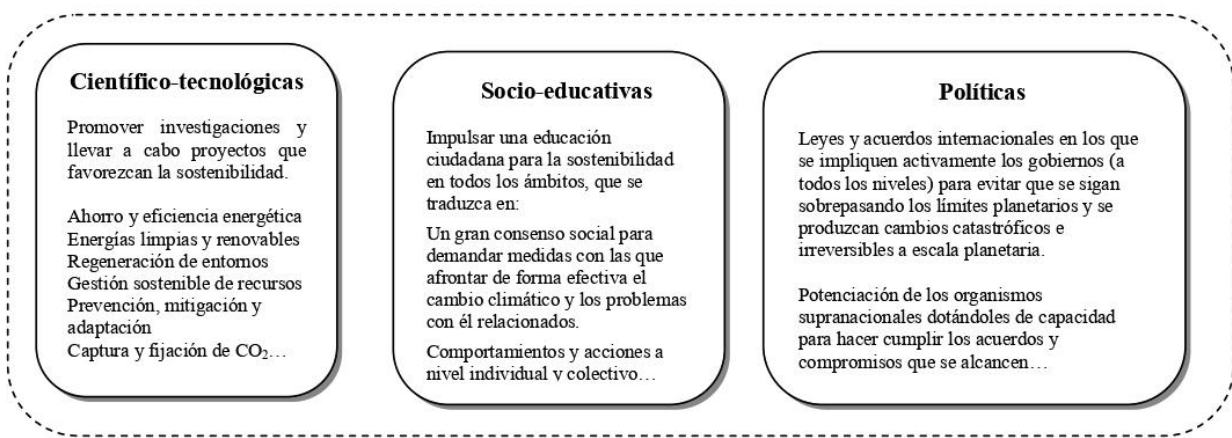 Científico-tecnológicas
Promover investigaciones y
llevar a cabo proyectos que
favorezcan la sostenibilidad.
Ahorro y eficiencia energética
Energías limpias y renovables
Regeneración de entornos
Gestión sostenible de recursos
Prevención, mitigación y
adaptación
Captura y fijación de CO₂…
Socio-educativas
Impulsar una educación
ciudadana para la sostenibilidad
en todos los ámbitos, que se
traduzca en:
Un gran consenso social para
demandar medidas con las que
afrontar de forma efectiva el
cambio climático y los problemas
con él relacionados.
Comportamientos y acciones a
nivel individual y colectivo…
Políticas
Leyes y acuerdos internacionales en los que
se impliquen activamente los gobiernos (a
todos los niveles) para evitar que se sigan
sobrepasando los límites planetarios y se
produzcan cambios catastróficos e
irreversibles a escala planetaria.
Potenciación de los organismos
supranacionales dotándoles de capacidad
para hacer cumplir los acuerdos y
compromisos que se alcancen…